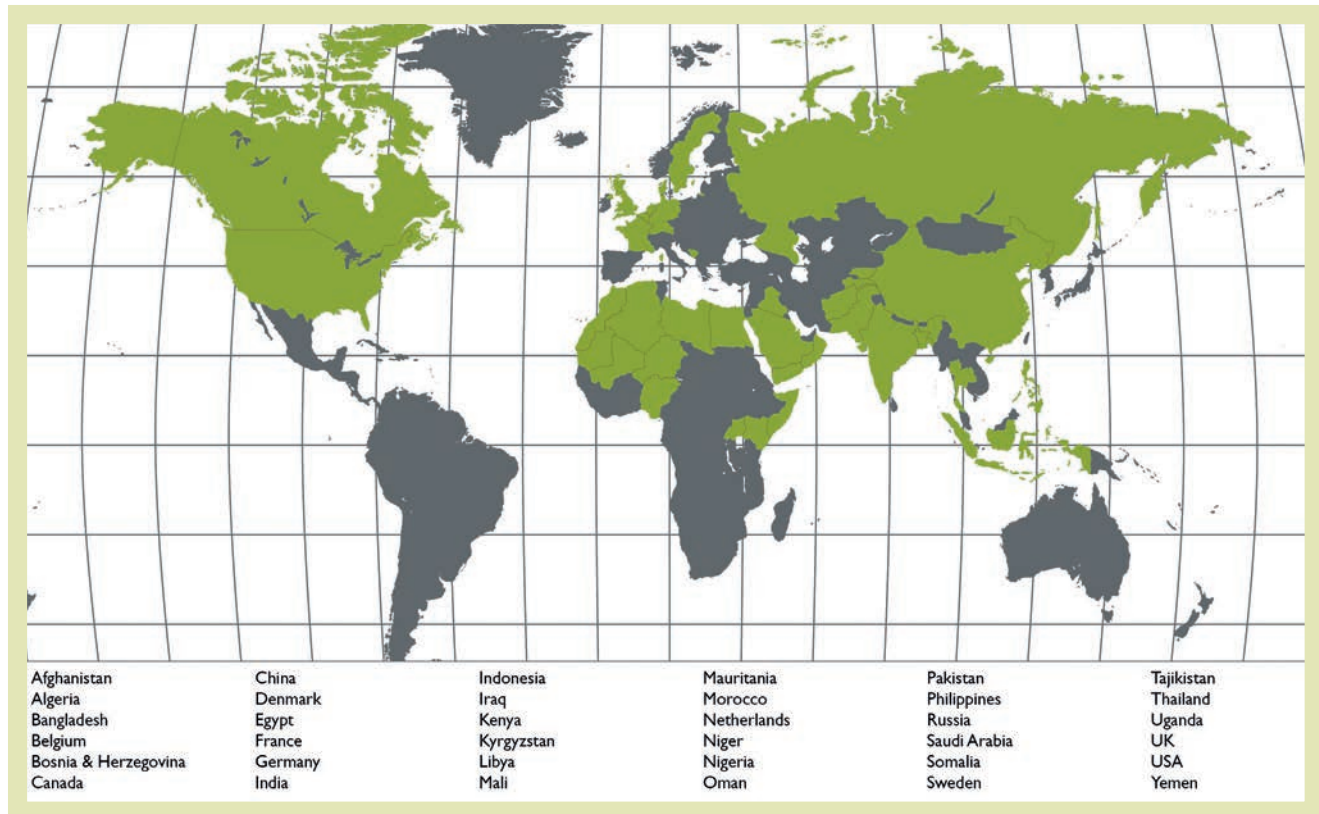 Afghanistan
Algeria
Bangladesh
Belgium
Bosnia & Herzegovina
Canada
China
Denmark
Egypt
France
Germany
India
Indonesia
Iraq
Kenya
Kyrgyzstan
Libya
Mali
Mauritania
Morocco
Netherlands
Niger
Nigeria
Oman
Pakistan
Philippines
Russia
Saudi Arabia
Somalia
Sweden
Tajikistan
Thailand
Uganda
UK
USA
Yemen